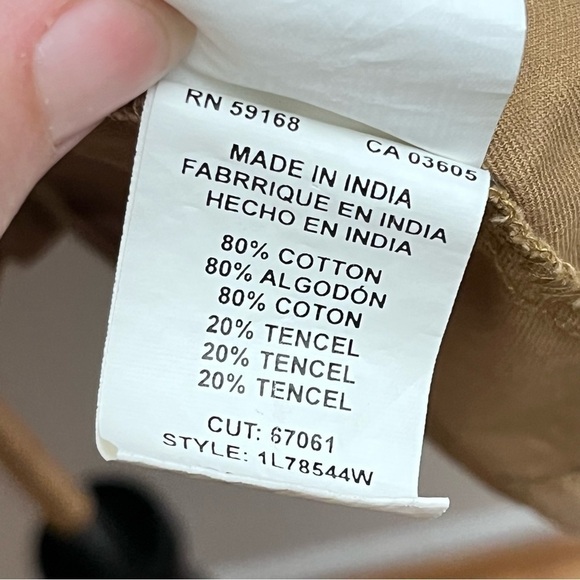 RN 59168 CA 03605
MADE IN INDIA
FABRRIQUE EN INDIA
HECHO EN INDIA
80% COTTON
80% ALGODÓN
80% COTON
20% TENCEL
20% TENCEL
20% TENCEL
CUT: 67061
STYLE: 1L78544W